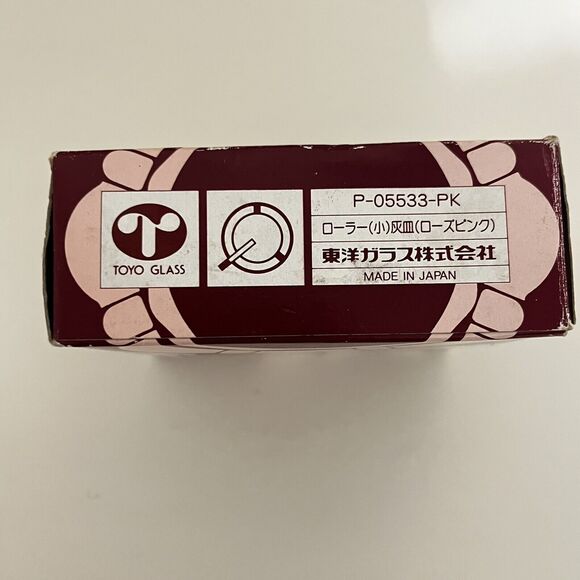 TOYO GLASS
P-05533-PK
ローラー(小)灰皿(ローズピンク)
東洋ガラス株式会社
MADE IN JAPAN